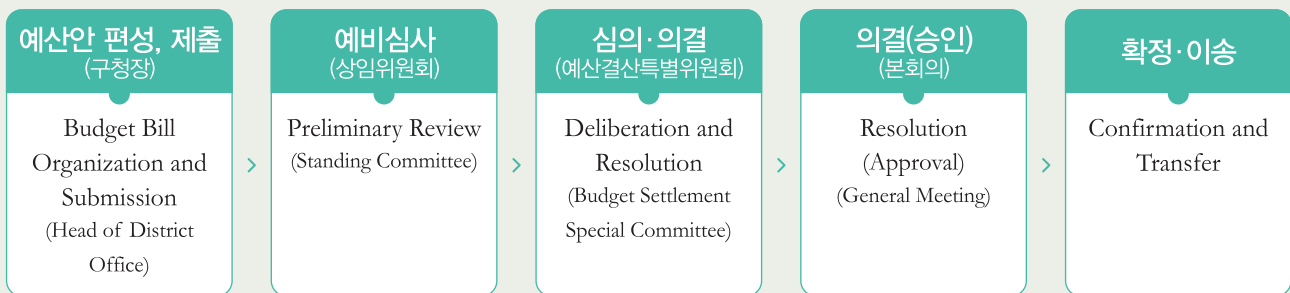 예산안 편성, 제출
(구청장)
Budget Bill
Organization and
Submission
(Head of District
Office)
>
예비심사
(상임위원회)
Preliminary Review
(Standing Committee)
>
심의·의결
(예산결산특별위원회)
Deliberation and
Resolution
(Budget Settlement
Special Committee)
>
의결(승인)
(본회의)
Resolution
(Approval)
(General Meeting)
>
확정·이송
Confirmation and
Transfer